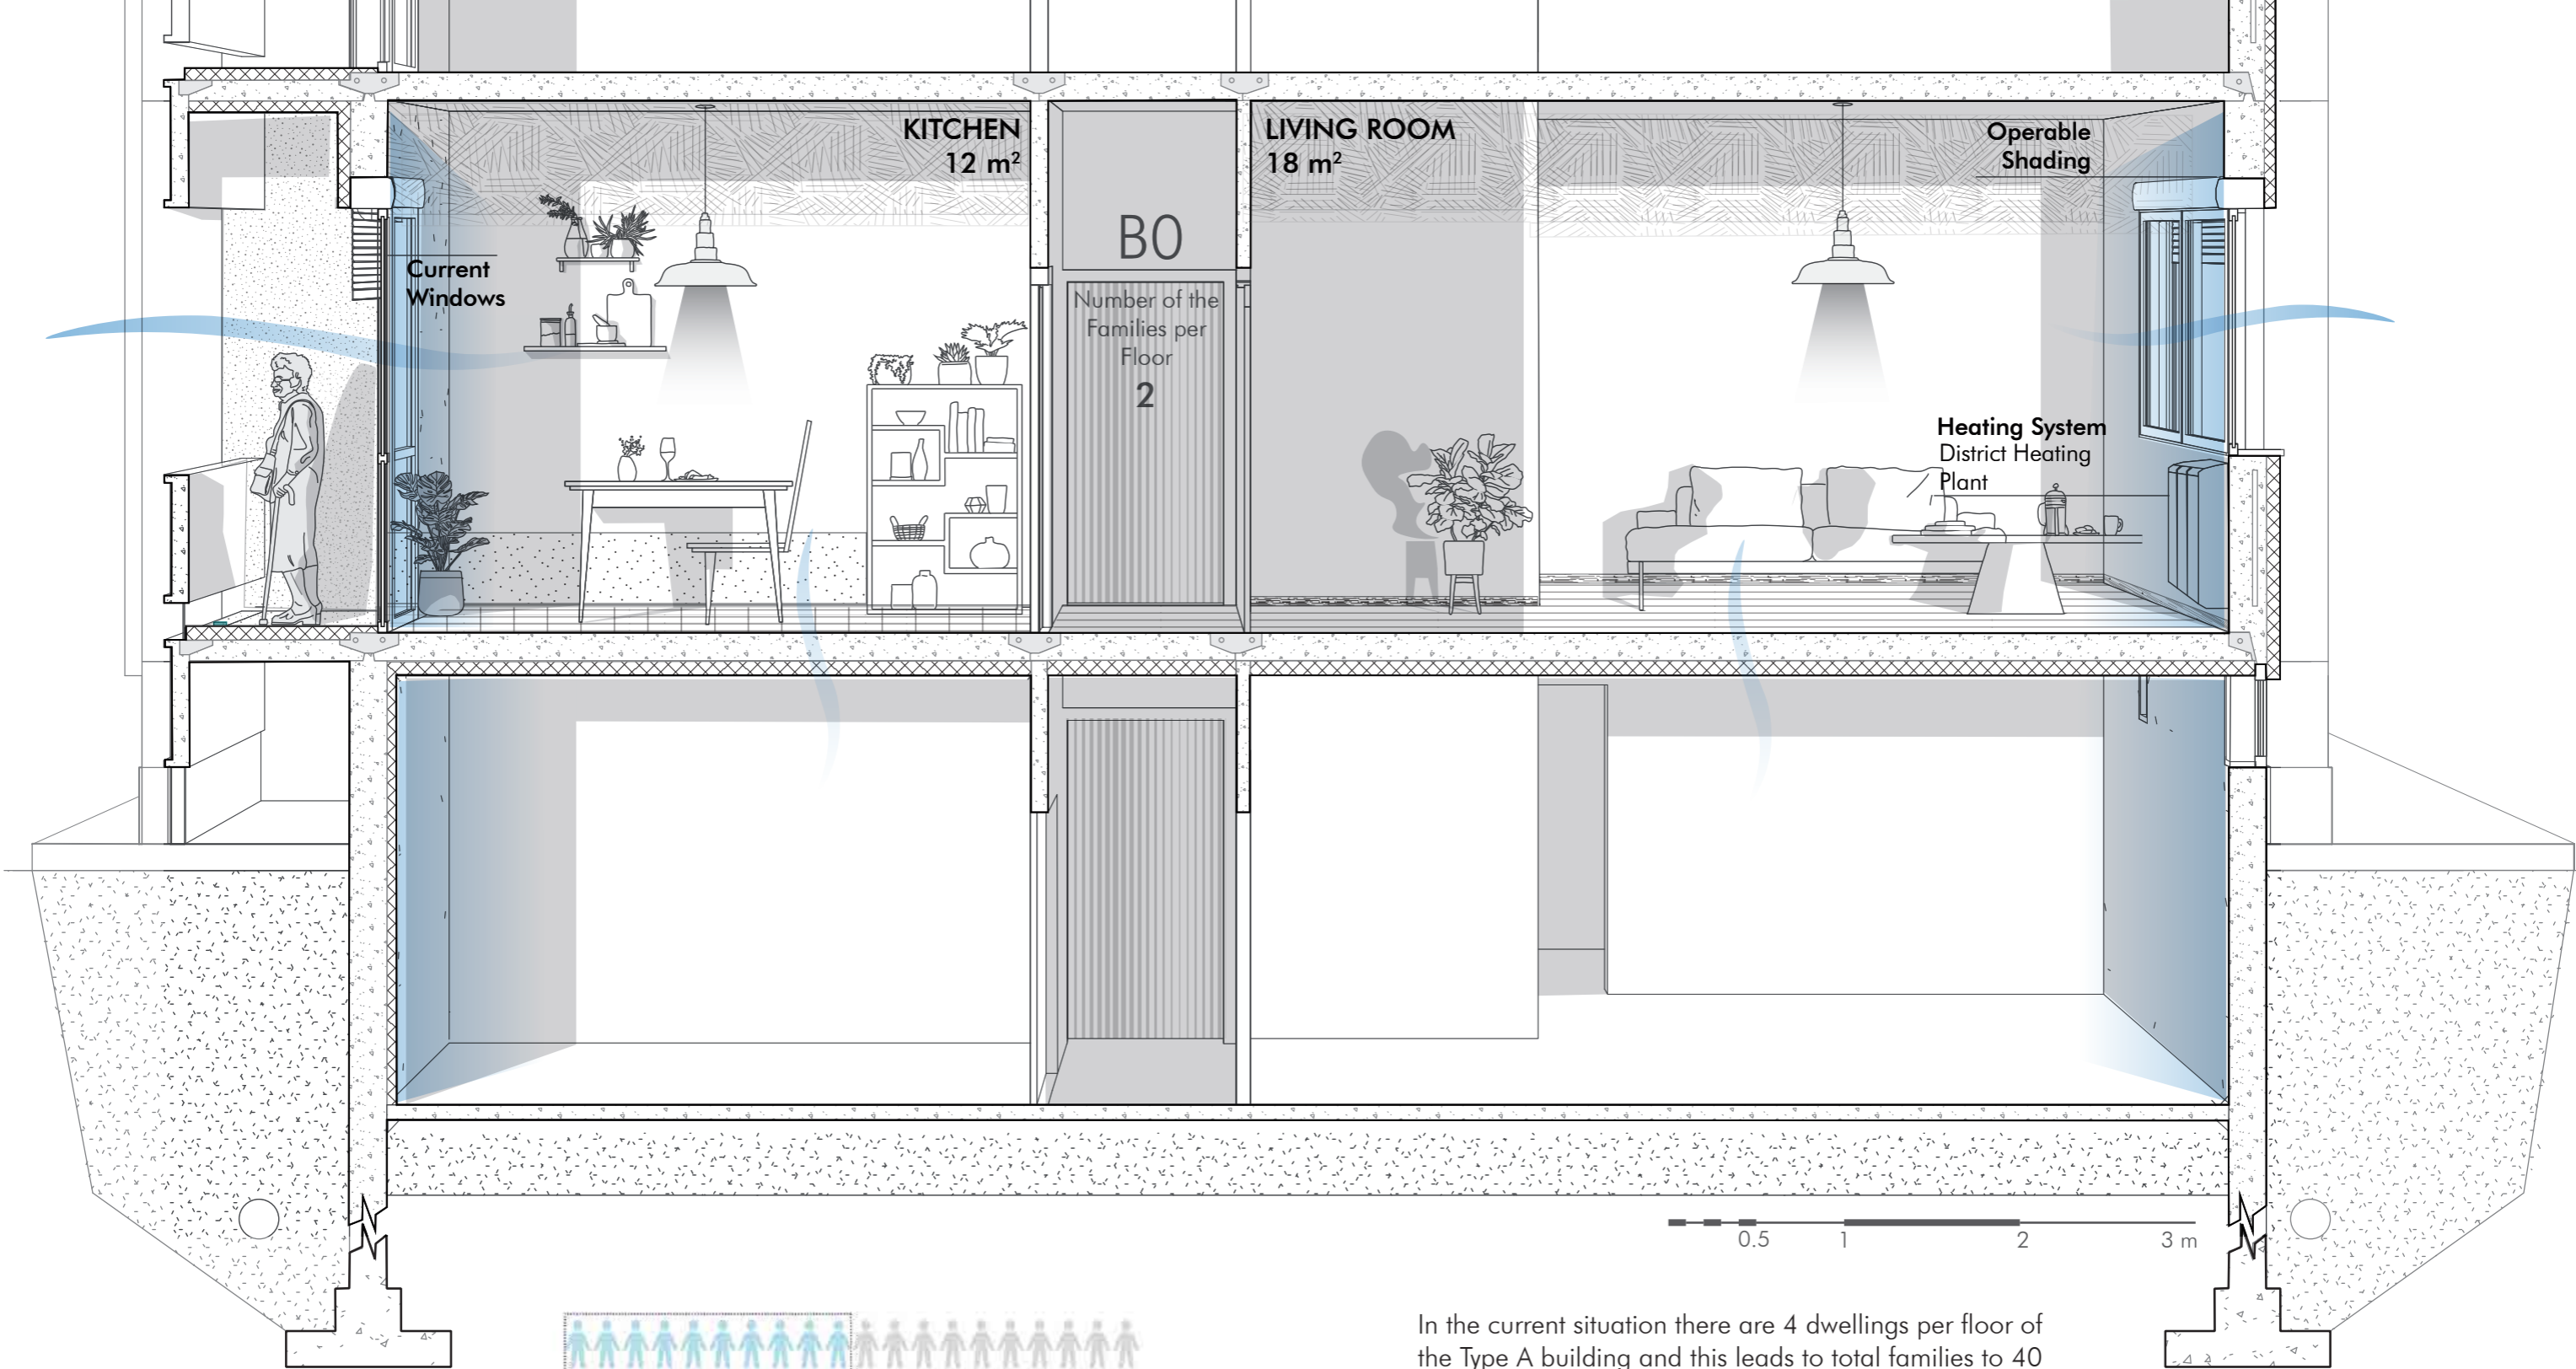 KITCHEN
12 m²
LIVING ROOM
18 m²
Operable
Shading
B0
Current
Windows
Number of the
Families per
Floor
2
Heating System
District Heating
Plant
0.5 1 2 3 m
In the current situation there are 4 dwellings per floor of
the Type A building and this leads to total families to 40